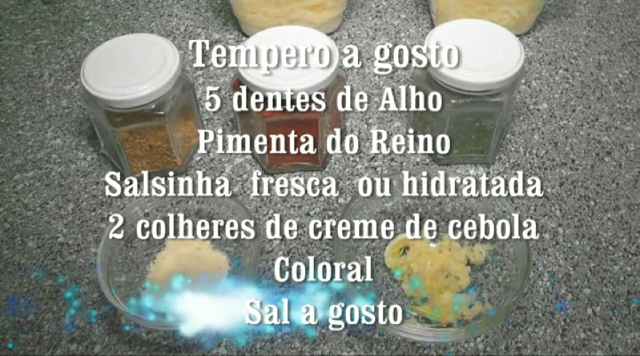 Tempero a gosto
5 dentes de Alho
Pimenta do Reino
Salsinha fresca ou hidratada
2 colheres de creme de cebola
Coloral
Sal a gosto